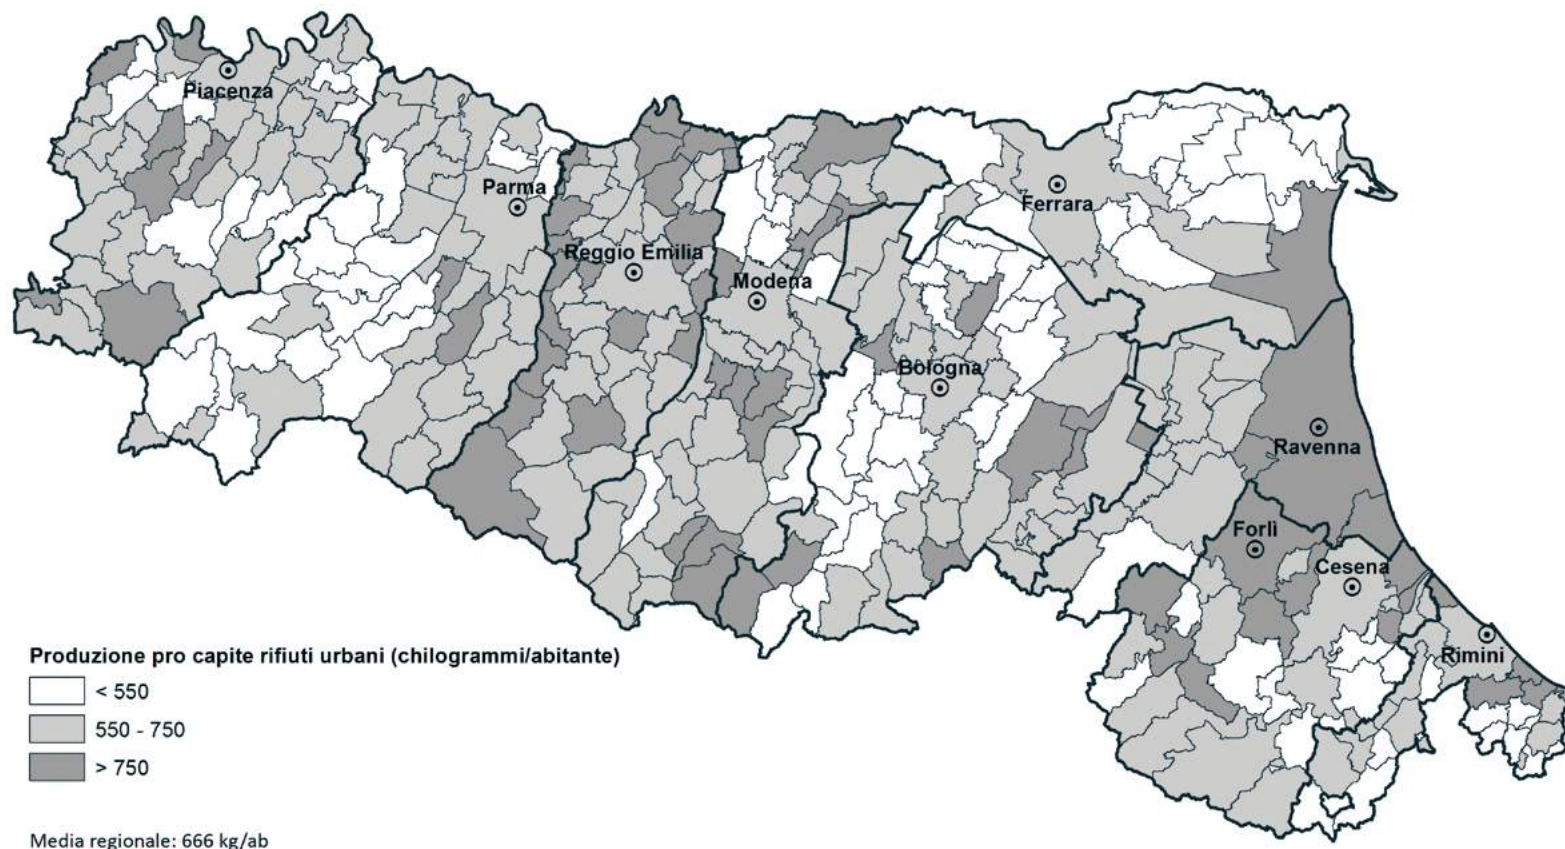 Piacenza
Parma
Ferrara
Reggio Emilia
Modena
Bologna
Ravenna
Forlì
Cesena
Rimini
Produzione pro capite rifiuti urbani (chilogrammi/abitante)
< 550
550 - 750
> 750
Media regionale: 666 kg/ab